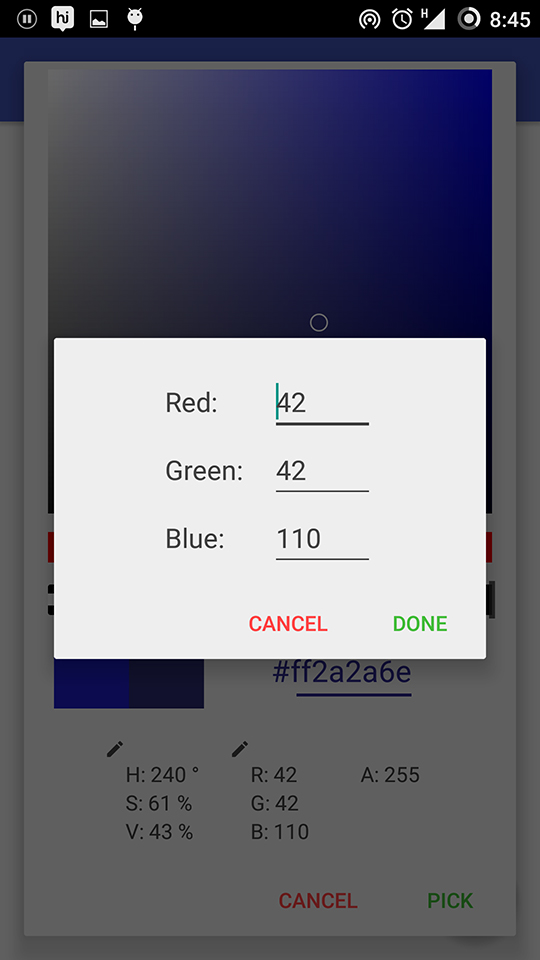 hi
H
8:45
Red: 42
Green: 42
Blue: 110
CANCEL DONE
#ff2a2a6e
H: 240 ° R: 42 A: 255
S: 61 % G: 42
V: 43 % B: 110
CANCEL PICK